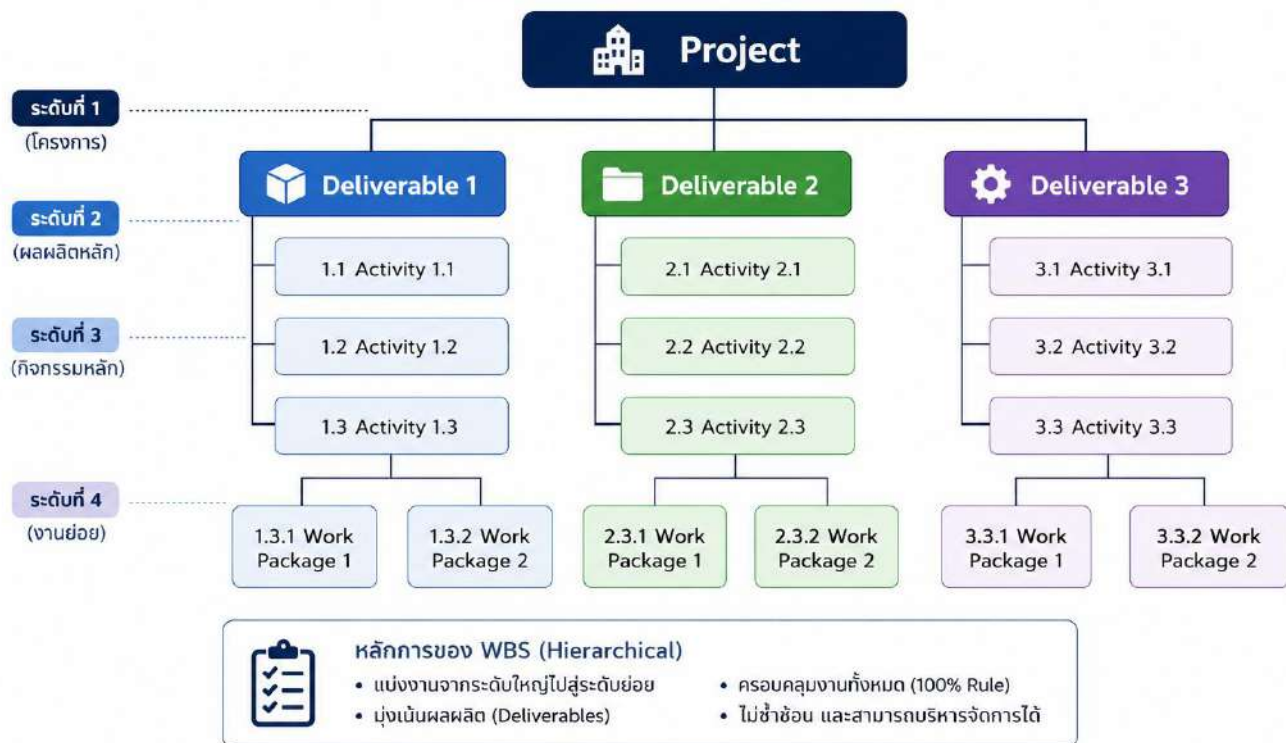 Project
ระดับที่ 1
(โครงการ)
Deliverable 1
Deliverable 2
Deliverable 3
ระดับที่ 2
(ผลผลิตหลัก)
1.1 Activity 1.1
2.1 Activity 2.1
3.1 Activity 3.1
ระดับที่ 3
(กิจกรรมหลัก)
1.2 Activity 1.2
2.2 Activity 2.2
3.2 Activity 3.2
1.3 Activity 1.3
2.3 Activity 2.3
3.3 Activity 3.3
ระดับที่ 4
(งานย่อย)
1.3.1 Work
Package 1
1.3.2 Work
Package 2
2.3.1 Work
Package 1
2.3.2 Work
Package 2
3.3.1 Work
Package 1
3.3.2 Work
Package 2
หลักการของ WBS (Hierarchical)
• แบ่งงานจากระดับใหญ่ไปสู่ระดับย่อย
• มุ่งเน้นผลผลิต (Deliverables)
• ครอบคลุมงานทั้งหมด (100% Rule)
• ไม่ซ้ำซ้อน และสามารถบริหารจัดการได้